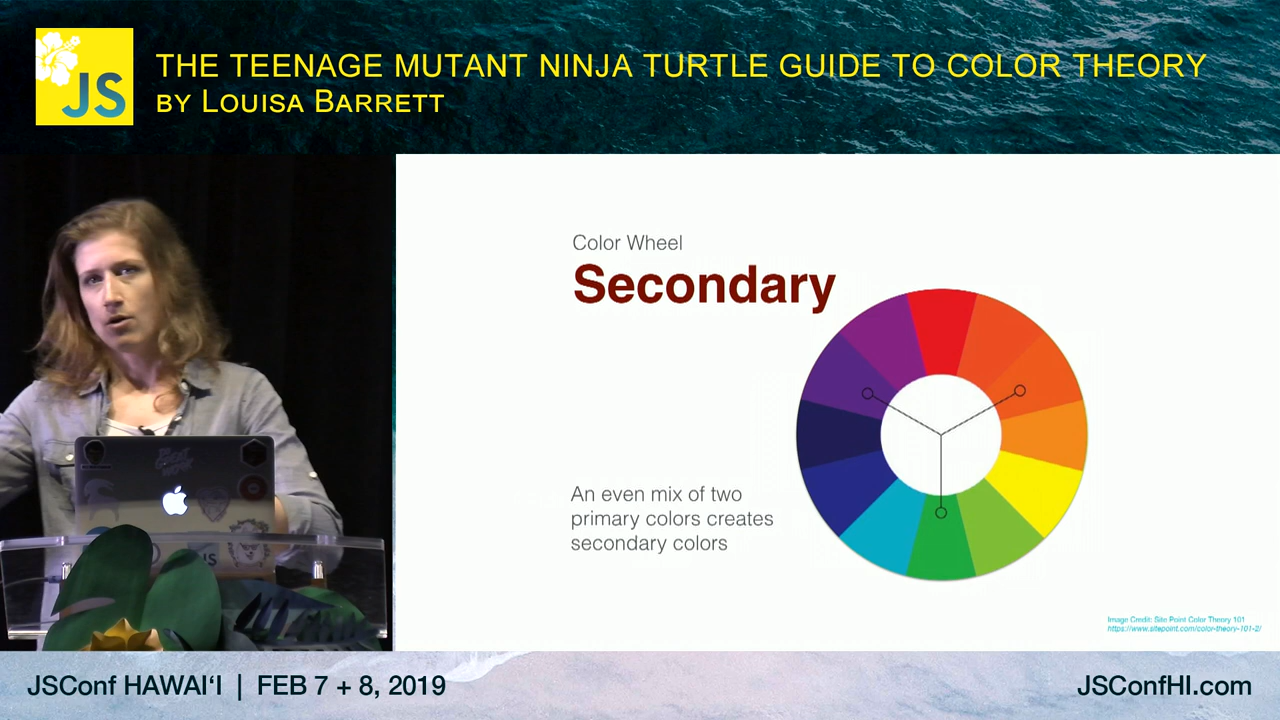 JS
THE TEENAGE MUTANT NINJA TURTLE GUIDE TO COLOR THEORY
BY LOUISA BARRETT
Color Wheel
Secondary
An even mix of two
primary colors creates
secondary colors
JS
Image Credit: Site Point Color Theory 101
https://www.sitepoint.com/color-theory-101-2/
JSConf HAWAI‘I | FEB 7 + 8, 2019
JSConfHI.com